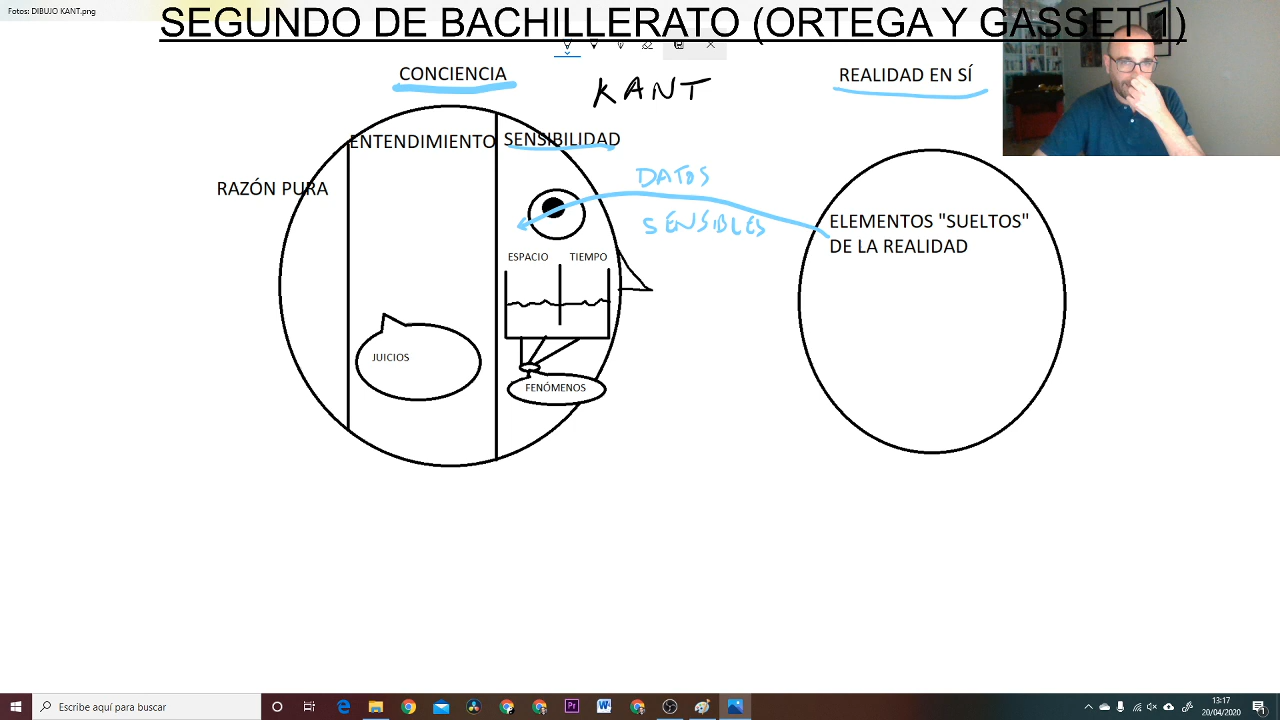 Fotos: DIBUJO KANT.png
SEGUNDO DE BACHILLERATO (ORTEGA Y GASSET 1)
CONCIENCIA
KANT
REALIDAD EN SÍ
ENTENDIMIENTO
SENSIBILIDAD
RAZÓN PURA
DATOS
SENSIBLES
ELEMENTOS "SUELTOS"
DE LA REALIDAD
ESPACIO
TIEMPO
JUICIOS
FENÓMENOS
Escribe aquí para buscar
13:17
20/04/2020